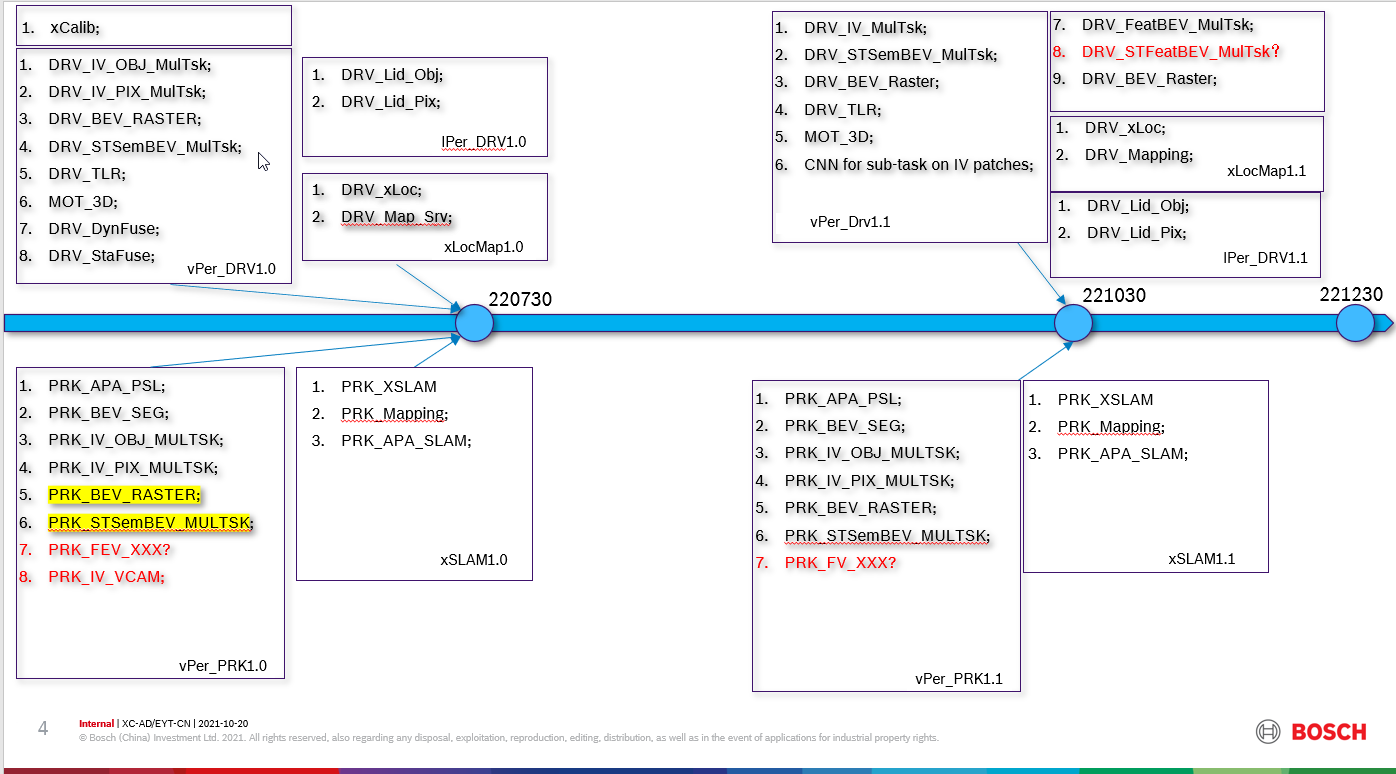 1. xCalib;
1. DRV_IV_OBJ_MulTsk;
2. DRV_IV_PIX_MulTsk;
3. DRV_BEV_RASTER;
4. DRV_STSemBEV_MulTsk;
5. DRV_TLR;
6. MOT_3D;
7. DRV_DynFuse;
8. DRV_StaFuse;
vPer_DRV1.0
1. DRV_Lid_Obj;
2. DRV_Lid_Pix;
lPer_DRV1.0
1. DRV_xLoc;
2. DRV_Map_Srv;
xLocMap1.0
1. DRV_IV_MulTsk;
2. DRV_STSemBEV_MulTsk;
3. DRV_BEV_Raster;
4. DRV_TLR;
5. MOT_3D;
6. CNN for sub-task on IV patches;
vPer_Drv1.1
7. DRV_FeatBEV_MulTsk;
8. DRV_STFeatBEV_MulTsk？
9. DRV_BEV_Raster;
1. DRV_xLoc;
2. DRV_Mapping;
xLocMap1.1
1. DRV_Lid_Obj;
2. DRV_Lid_Pix;
lPer_DRV1.1
220730
221030
221230
1. PRK_APA_PSL;
2. PRK_BEV_SEG;
3. PRK_IV_OBJ_MULTSK;
4. PRK_IV_PIX_MULTSK;
5. PRK_BEV_RASTER;
6. PRK_STSemBEV_MULTSK;
7. PRK_FEV_XXX?
8. PRK_IV_VCAM;
vPer_PRK1.0
1. PRK_XSLAM
2. PRK_Mapping;
3. PRK_APA_SLAM;
xSLAM1.0
1. PRK_APA_PSL;
2. PRK_BEV_SEG;
3. PRK_IV_OBJ_MULTSK;
4. PRK_IV_PIX_MULTSK;
5. PRK_BEV_RASTER;
6. PRK_STSemBEV_MULTSK;
7. PRK_FV_XXX?
vPer_PRK1.1
1. PRK_XSLAM
2. PRK_Mapping;
3. PRK_APA_SLAM;
xSLAM1.1
4
Internal | XC-AD/EYT-CN | 2021-10-20
© Bosch (China) Investment Ltd. 2021. All rights reserved, also regarding any disposal, exploitation, reproduction, editing, distribution, as well as in the event of applications for industrial property rights.
BOSCH